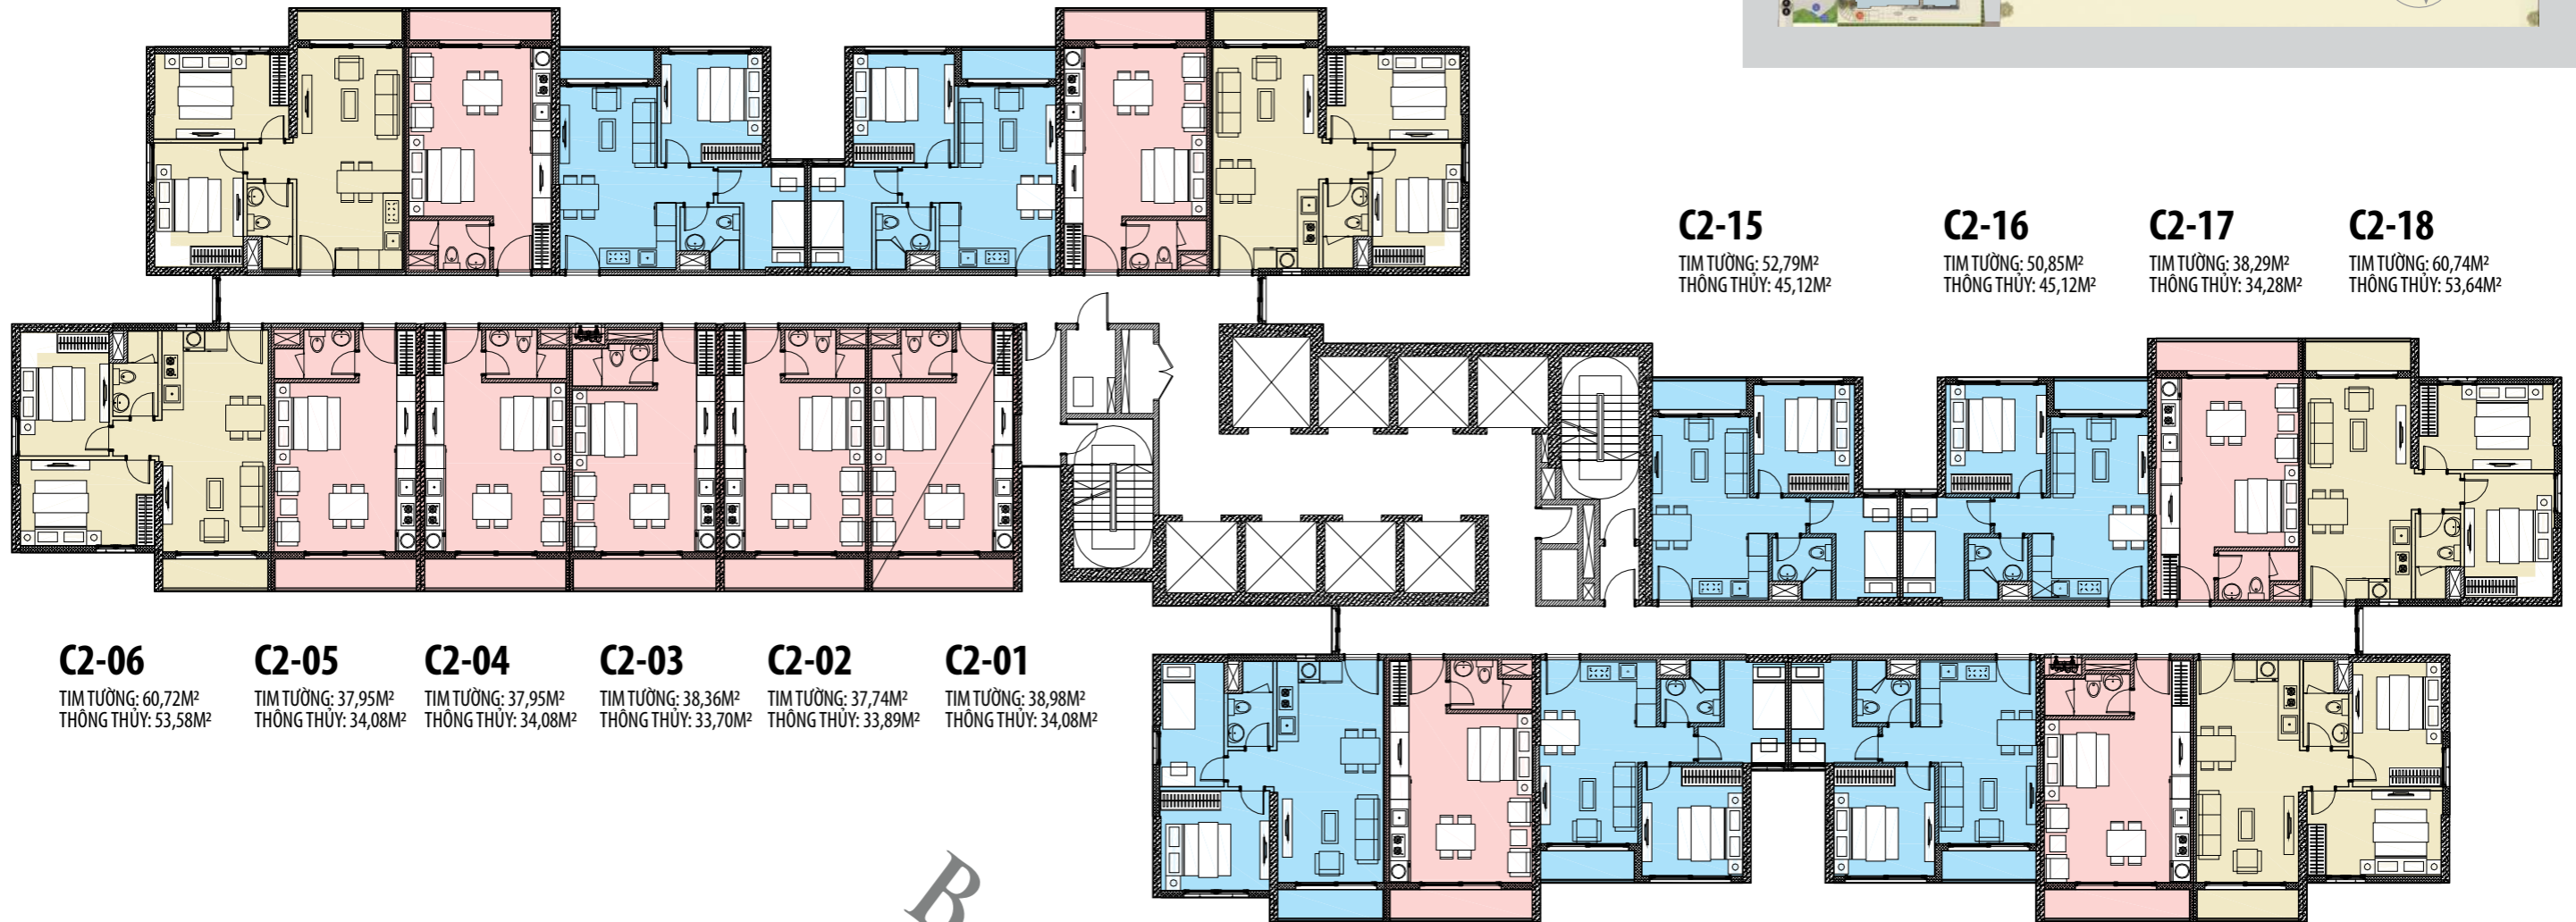 C2-15
TIM TƯỜNG: 52,79M²
THÔNG THỦY: 45,12M²
C2-16
TIM TƯỜNG: 50,85M²
THÔNG THỦY: 45,12M²
C2-17
TIM TƯỜNG: 38,29M²
THÔNG THỦY: 34,28M²
C2-18
TIM TƯỜNG: 60,74M²
THÔNG THỦY: 53,64M²
C2-06
TIM TƯỜNG: 60,72M²
THÔNG THỦY: 53,58M²
C2-05
TIM TƯỜNG: 37,95M²
THÔNG THỦY: 34,08M²
C2-04
TIM TƯỜNG: 37,95M²
THÔNG THỦY: 34,08M²
C2-03
TIM TƯỜNG: 38,36M²
THÔNG THỦY: 33,70M²
C2-02
TIM TƯỜNG: 37,74M²
THÔNG THỦY: 33,89M²
C2-01
TIM TƯỜNG: 38,98M²
THÔNG THỦY: 34,08M²
B